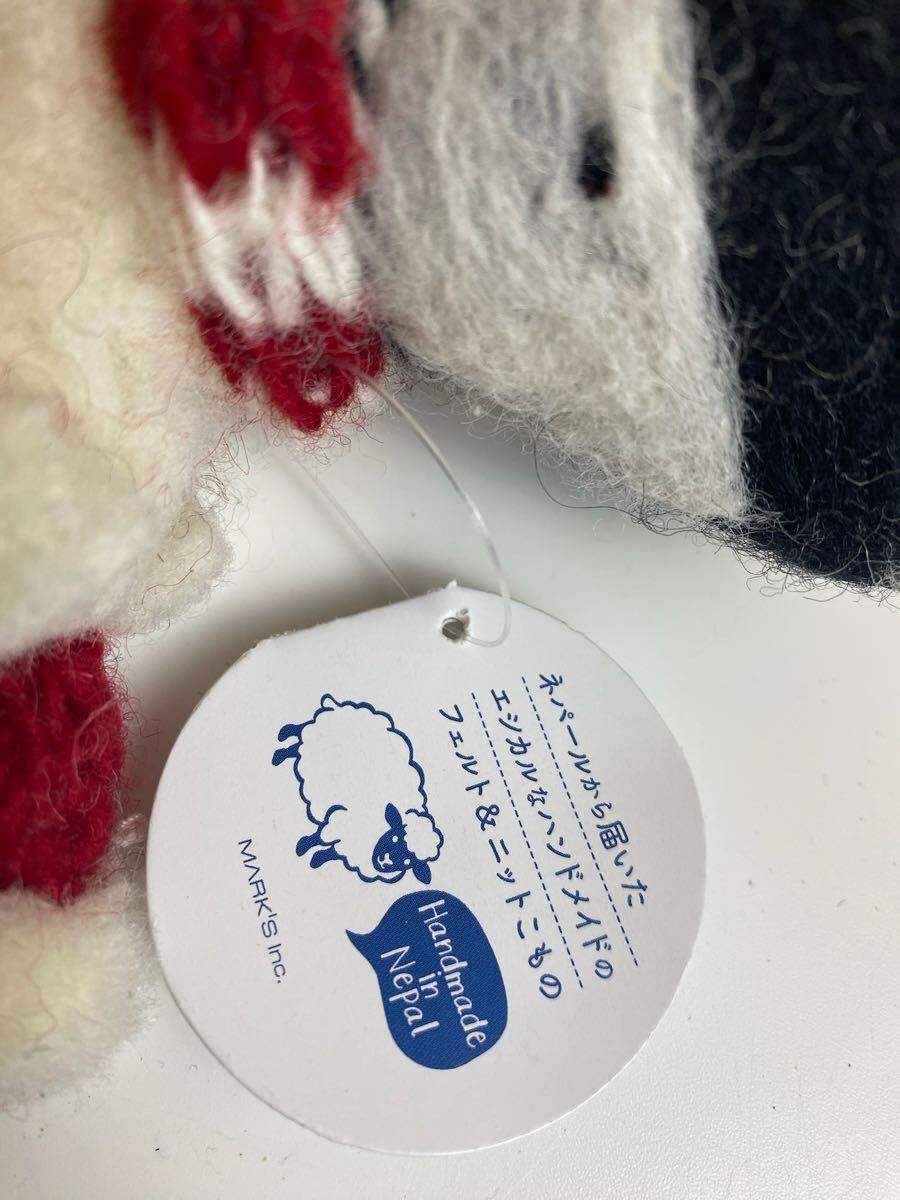 ネパールから届いた
エシカルなハンドメイドの
フェルト&ニットこもの
Handmade
in
Nepal
MARK'S Inc.